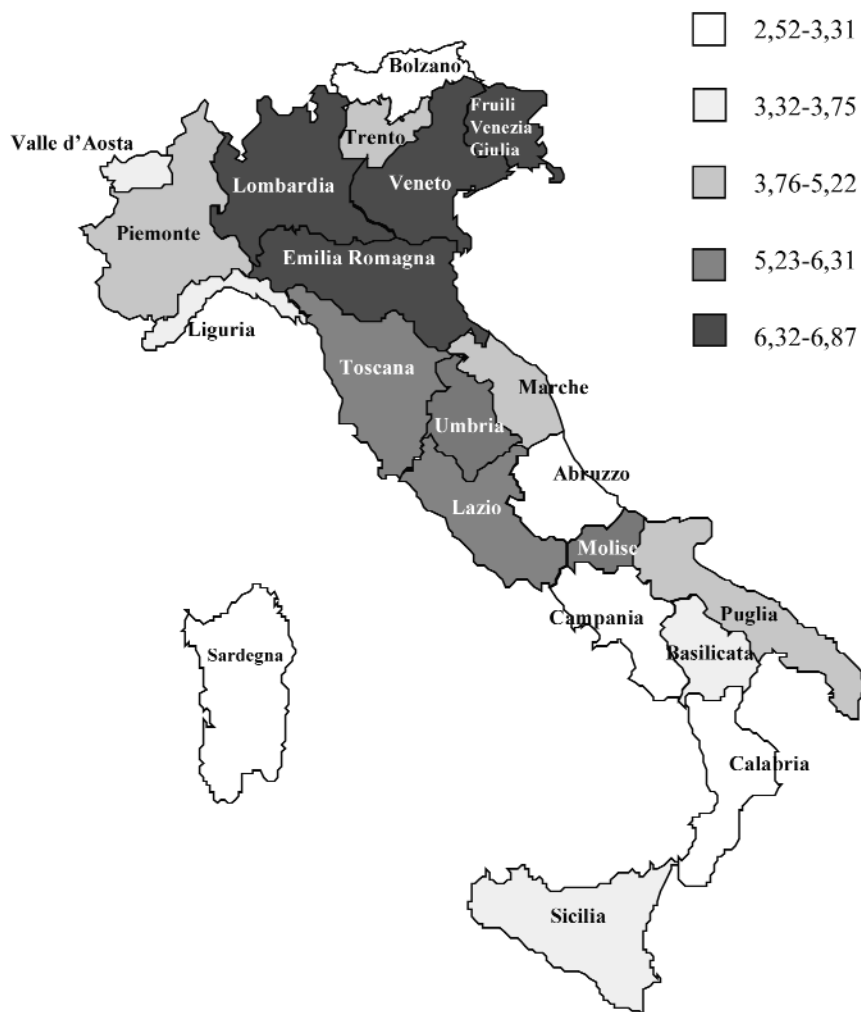 2,52-3,31
Bolzano
3,32-3,75
Fruili
Venezia
Giulia
Valle d'Aosta
Trento
3,76-5,22
Lombardia
Veneto
Piemonte
Emilia Romagna
5,23-6,31
Liguria
6,32-6,87
Toscana
Marche
Umbria
Abruzzo
Lazio
Molise
Campania
Puglia
Basilicata
Sardegna
Calabria
Sicilia